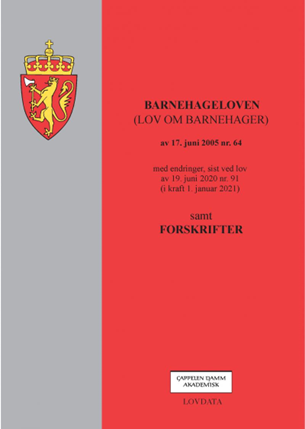 BARNEHAGELOVEN
(LOV OM BARNEHAGER)
av 17. juni 2005 nr. 64
med endringer, sist ved lov
av 19. juni 2020 nr. 91
(i kraft 1. januar 2021)
samt
FORSKRIFTER
CAPPELEN DAMM
AKADEMISK
LOVDATA